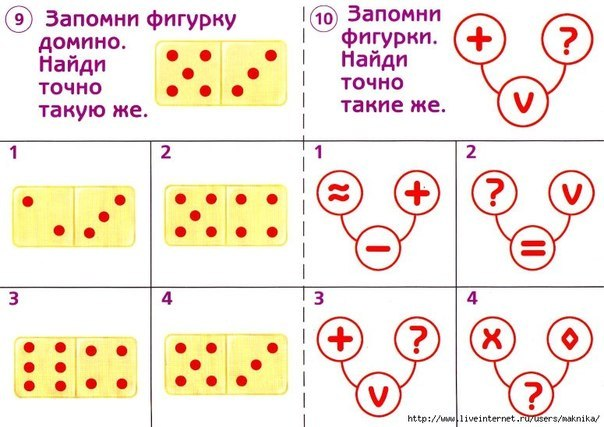 9 Запомни фигурку
домино.
Найди
точно
такую же.
10 Запомни
фигурки.
Найди
точно
такие же.
+ ?
v
1
2
3
4
1
≈ +
−
2
? v
=
3
+ ?
v
4
x ◊
?
http://www.liveinternet.ru/users/maknika/